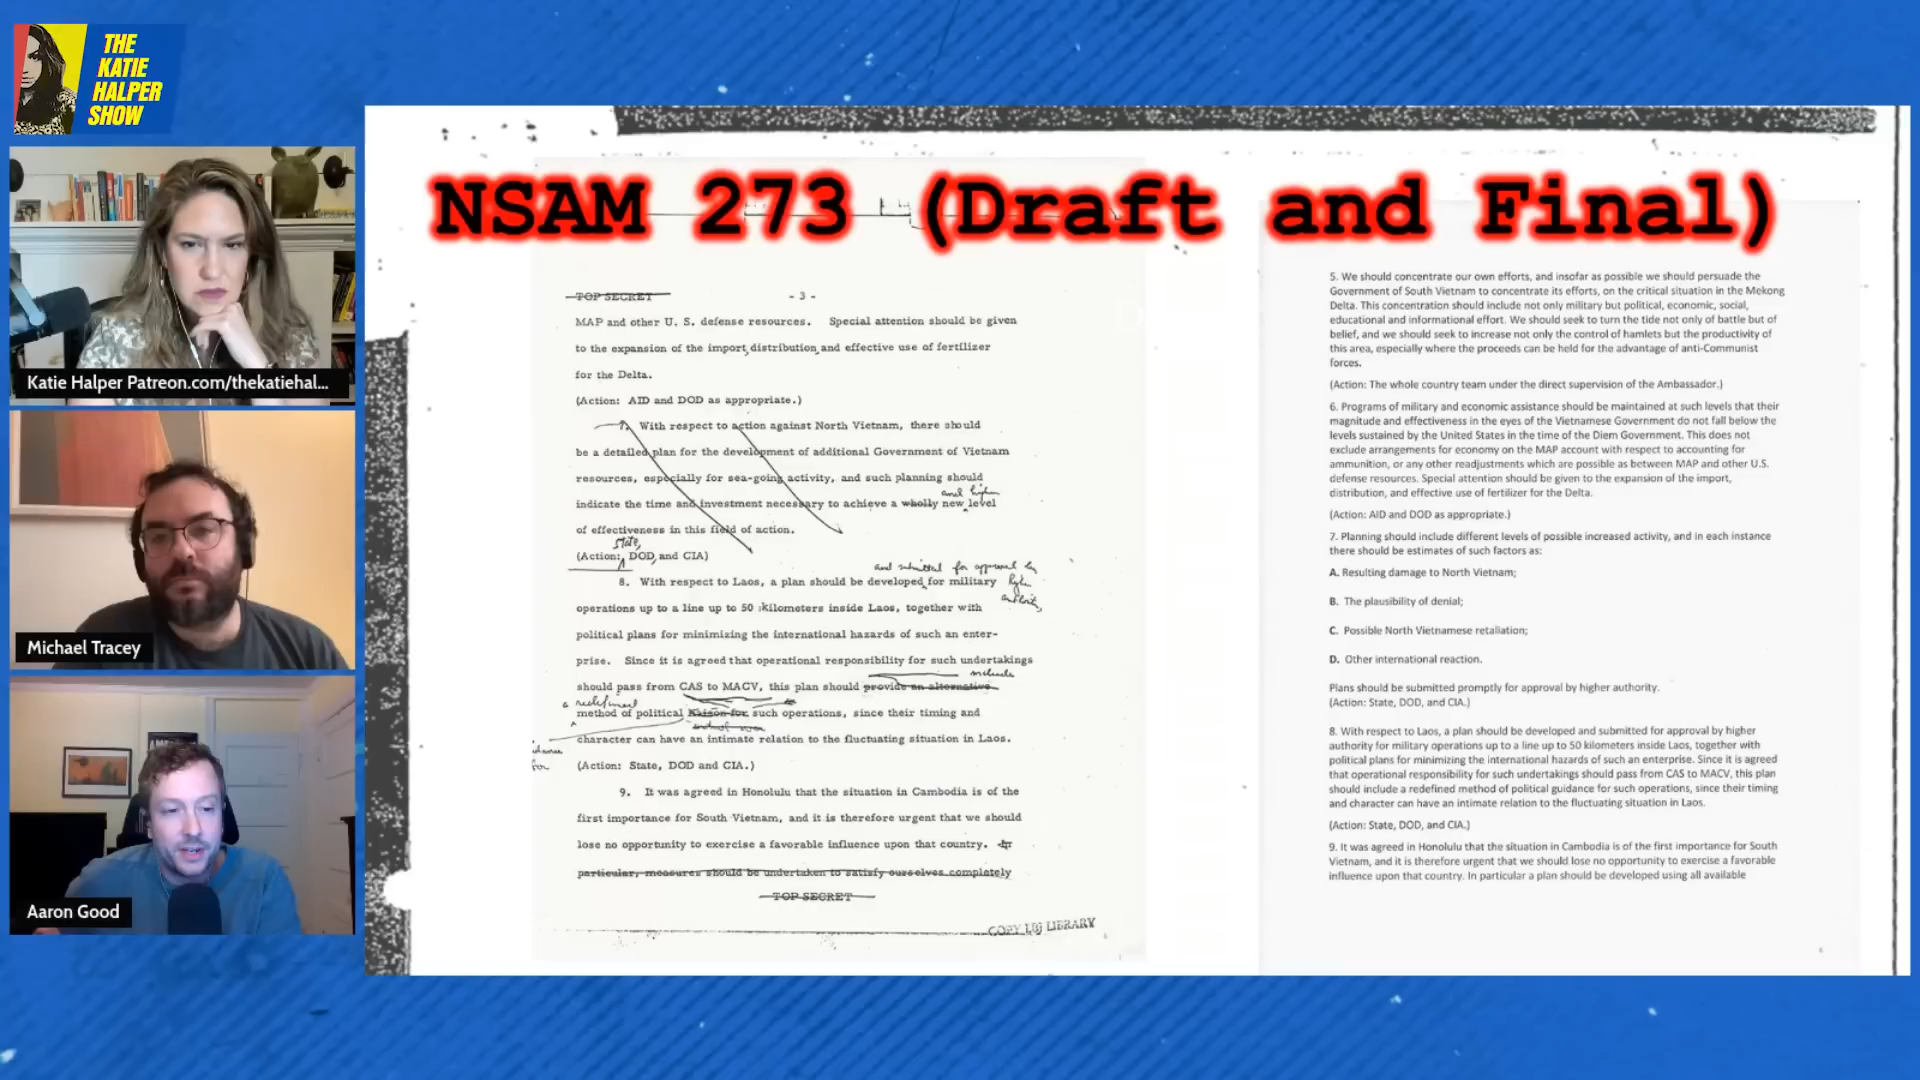 THE
KATIE
HALPER
SHOW
Katie Halper Patreon.com/thekatiehal...
Michael Tracey
Aaron Good
NSAM 273 (Draft and Final)
TOP SECRET
- 3 -
MAP and other U. S. defense resources. Special attention should be given
to the expansion of the import, distribution, and effective use of fertilizer
for the Delta.
(Action: AID and DOD as appropriate.)
7. With respect to action against North Vietnam, there should
be a detailed plan for the development of additional Government of Vietnam
resources, especially for sea-going activity, and such planning should
and higher
indicate the time and investment necessary to achieve a wholly new level
of effectiveness in this field of action.
State,
(Action: DOD, and CIA)
and submitted for approval by
8. With respect to Laos, a plan should be developed for military
higher
authority,
operations up to a line up to 50 kilometers inside Laos, together with
political plans for minimizing the international hazards of such an enter-
prise. Since it is agreed that operational responsibility for such undertakings
include
should pass from CAS to MACV, this plan should provide an alternative
a redefined
method of political liaison for such operations, since their timing and
character can have an intimate relation to the fluctuating situation in Laos.
for
(Action: State, DOD and CIA.)
9. It was agreed in Honolulu that the situation in Cambodia is of the
first importance for South Vietnam, and it is therefore urgent that we should
lose no opportunity to exercise a favorable influence upon that country. In
particular, measures should be undertaken to satisfy ourselves completely
TOP SECRET
COPY LBJ LIBRARY
5. We should concentrate our own efforts, and insofar as possible we should persuade the
Government of South Vietnam to concentrate its efforts, on the critical situation in the Mekong
Delta. This concentration should include not only military but political, economic, social,
educational and informational effort. We should seek to turn the tide not only of battle but of
belief, and we should seek to increase not only the control of hamlets but the productivity of
this area, especially where the proceeds can be held for the advantage of anti-Communist
forces.
(Action: The whole country team under the direct supervision of the Ambassador.)
6. Programs of military and economic assistance should be maintained at such levels that their
magnitude and effectiveness in the eyes of the Vietnamese Government do not fall below the
levels sustained by the United States in the time of the Diem Government. This does not
exclude arrangements for economy on the MAP account with respect to accounting for
ammunition, or any other readjustments which are possible as between MAP and other U.S.
defense resources. Special attention should be given to the expansion of the import,
distribution, and effective use of fertilizer for the Delta.
(Action: AID and DOD as appropriate.)
7. Planning should include different levels of possible increased activity, and in each instance
there should be estimates of such factors as:
A. Resulting damage to North Vietnam;
B. The plausibility of denial;
C. Possible North Vietnamese retaliation;
D. Other international reaction.
Plans should be submitted promptly for approval by higher authority.
(Action: State, DOD, and CIA.)
8. With respect to Laos, a plan should be developed and submitted for approval by higher
authority for military operations up to a line up to 50 kilometers inside Laos, together with
political plans for minimizing the international hazards of such an enterprise. Since it is agreed
that operational responsibility for such undertakings should pass from CAS to MACV, this plan
should include a redefined method of political guidance for such operations, since their timing
and character can have an intimate relation to the fluctuating situation in Laos.
(Action: State, DOD, and CIA.)
9. It was agreed in Honolulu that the situation in Cambodia is of the first importance for South
Vietnam, and it is therefore urgent that we should lose no opportunity to exercise a favorable
influence upon that country. In particular a plan should be developed using all available